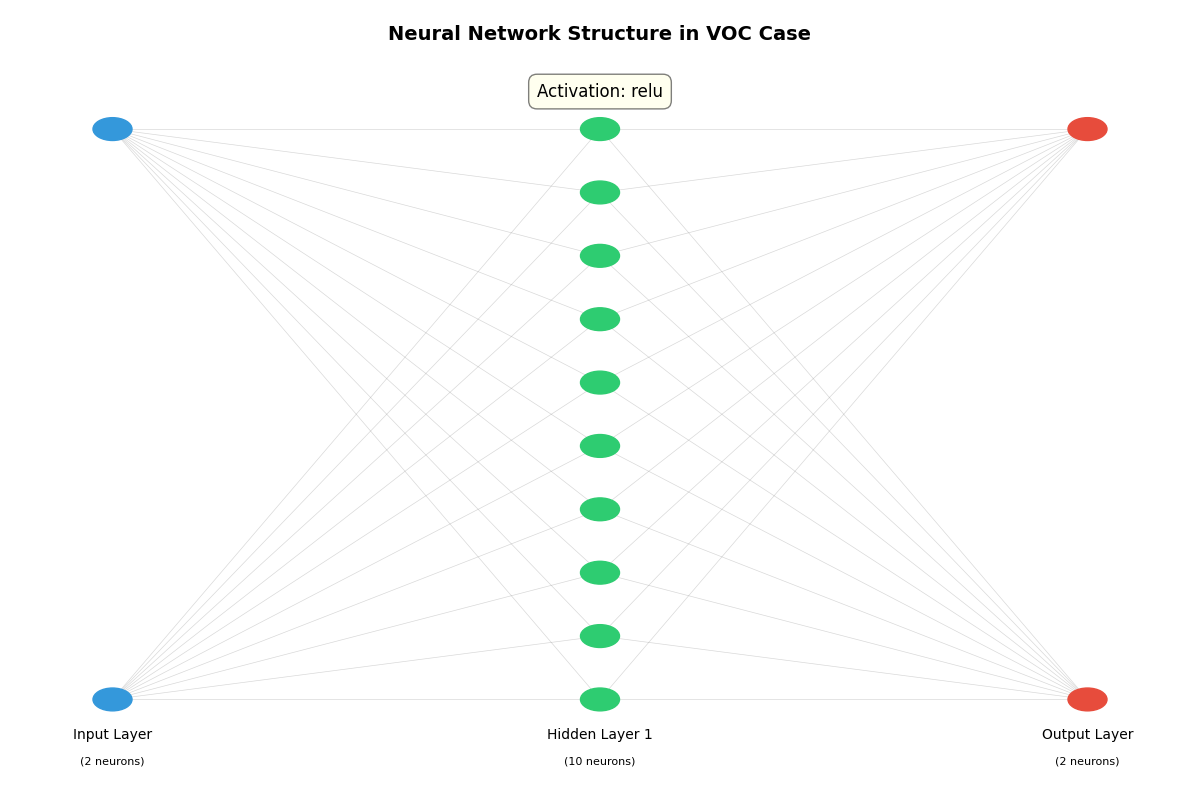 Neural Network Structure in VOC Case
Activation: relu
Input Layer
(2 neurons)
Hidden Layer 1
(10 neurons)
Output Layer
(2 neurons)